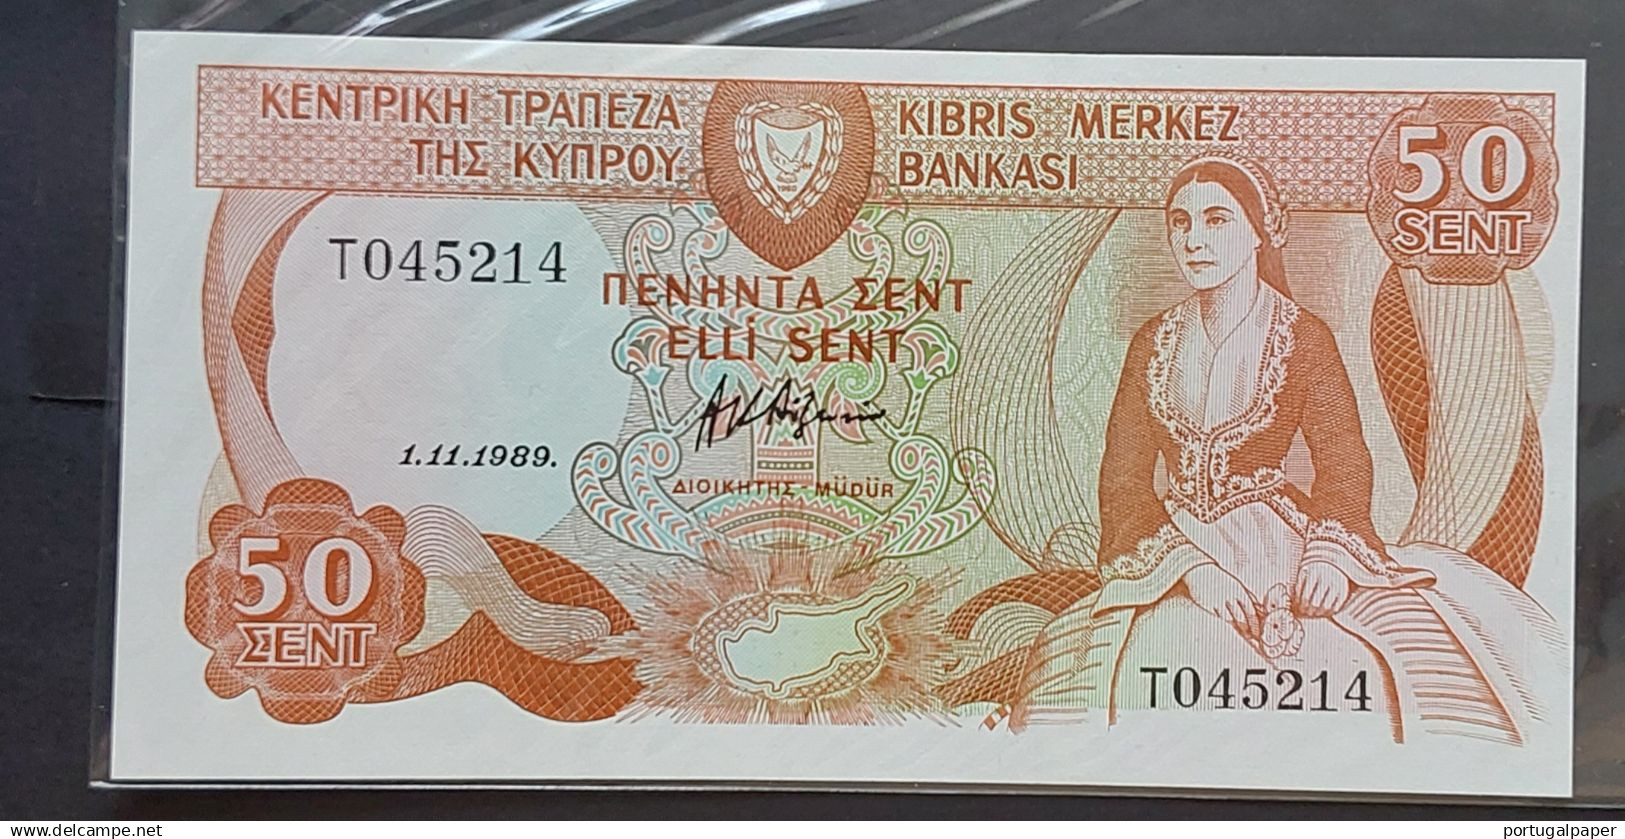 ΚΕΝΤΡΙΚΗ ΤΡΑΠΕΖΑ
ΤΗΣ ΚΥΠΡΟΥ
1960
KIBRIS MERKEZ
BANKASI
50
SENT
T045214
ΠΕΝΗΝΤΑ ΣΕΝΤ
ELLİ SENT
1.11.1989.
ΔΙΟΙΚΗΤΗΣ - MÜDÜR
50
ΣΕΝΤ
T045214
delcampe.net
portugalpaper